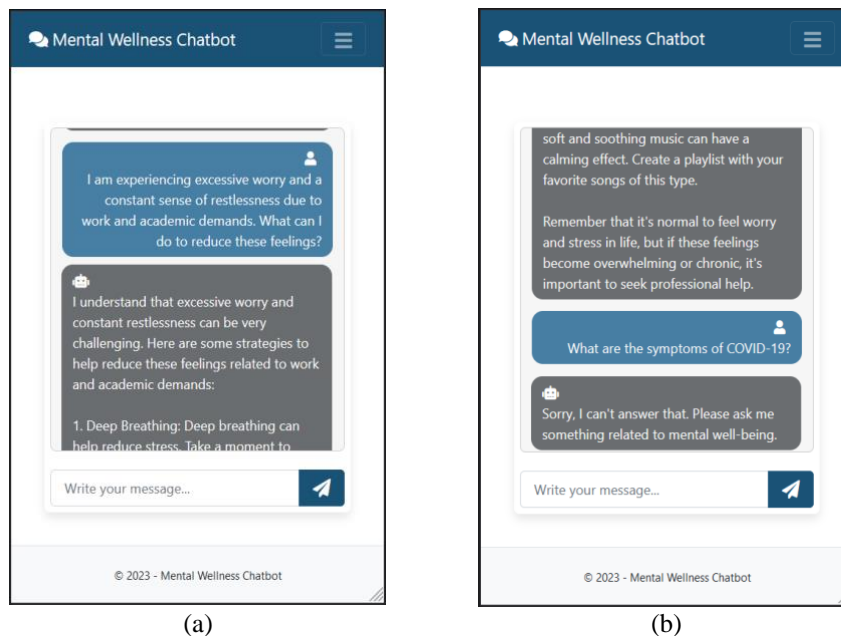 Mental Wellness Chatbot
I am experiencing excessive worry and a
constant sense of restlessness due to
work and academic demands. What can I
do to reduce these feelings?
I understand that excessive worry and
constant restlessness can be very
challenging. Here are some strategies to
help reduce these feelings related to work
and academic demands:
1. Deep Breathing: Deep breathing can
help reduce stress. Take a moment to
Write your message...
© 2023 - Mental Wellness Chatbot
(a)
Mental Wellness Chatbot
soft and soothing music can have a
calming effect. Create a playlist with your
favorite songs of this type.
Remember that it's normal to feel worry
and stress in life, but if these feelings
become overwhelming or chronic, it's
important to seek professional help.
What are the symptoms of COVID-19?
Sorry, I can't answer that. Please ask me
something related to mental well-being.
Write your message...
© 2023 - Mental Wellness Chatbot
(b)